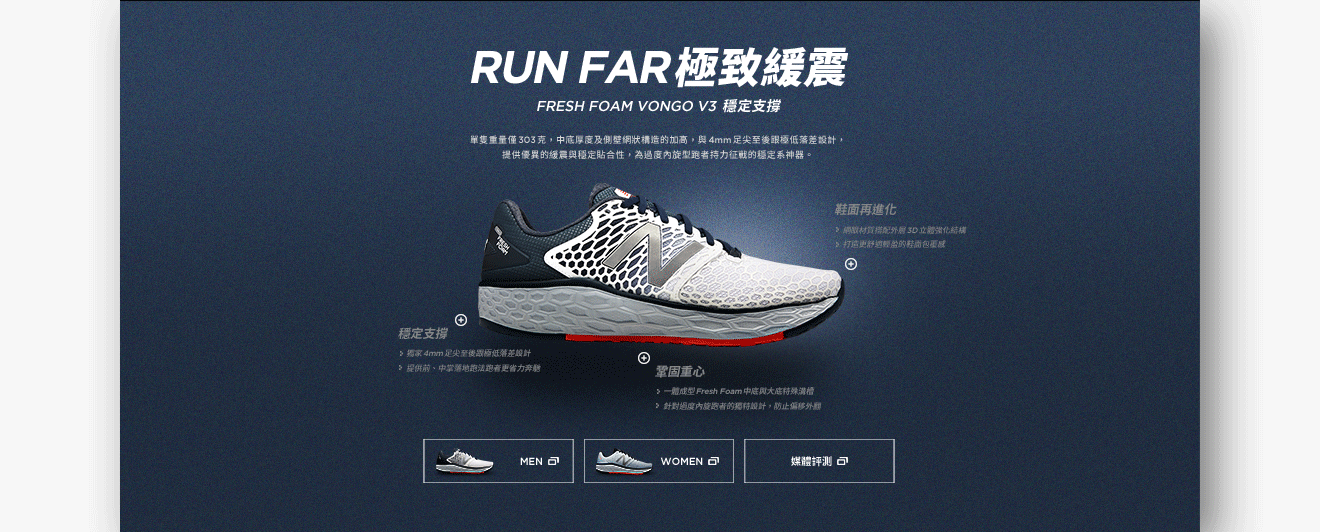 RUN FAR極致緩震
FRESH FOAM VONGO V3 穩定支撐
單隻重量僅303克，中底厚度及側壁網狀構造的加高，與4mm足尖至後跟極低落差設計，
提供優異的緩震與穩定貼合性，為過度內旋型跑者持力征戰的穩定系神器。
鞋面再進化
網眼材質搭配外層3D立體強化結構
打造更舒適輕盈的鞋面包覆感
FRESH
FOAM
穩定支撐
獨家4mm足尖至後跟極低落差設計
提供前、中掌落地跑法跑者更省力奔馳
鞏固重心
一體成型Fresh Foam中底與大底特殊溝槽
針對過度內旋跑者的獨特設計，防止偏移外翻
MEN
WOMEN
媒體評測